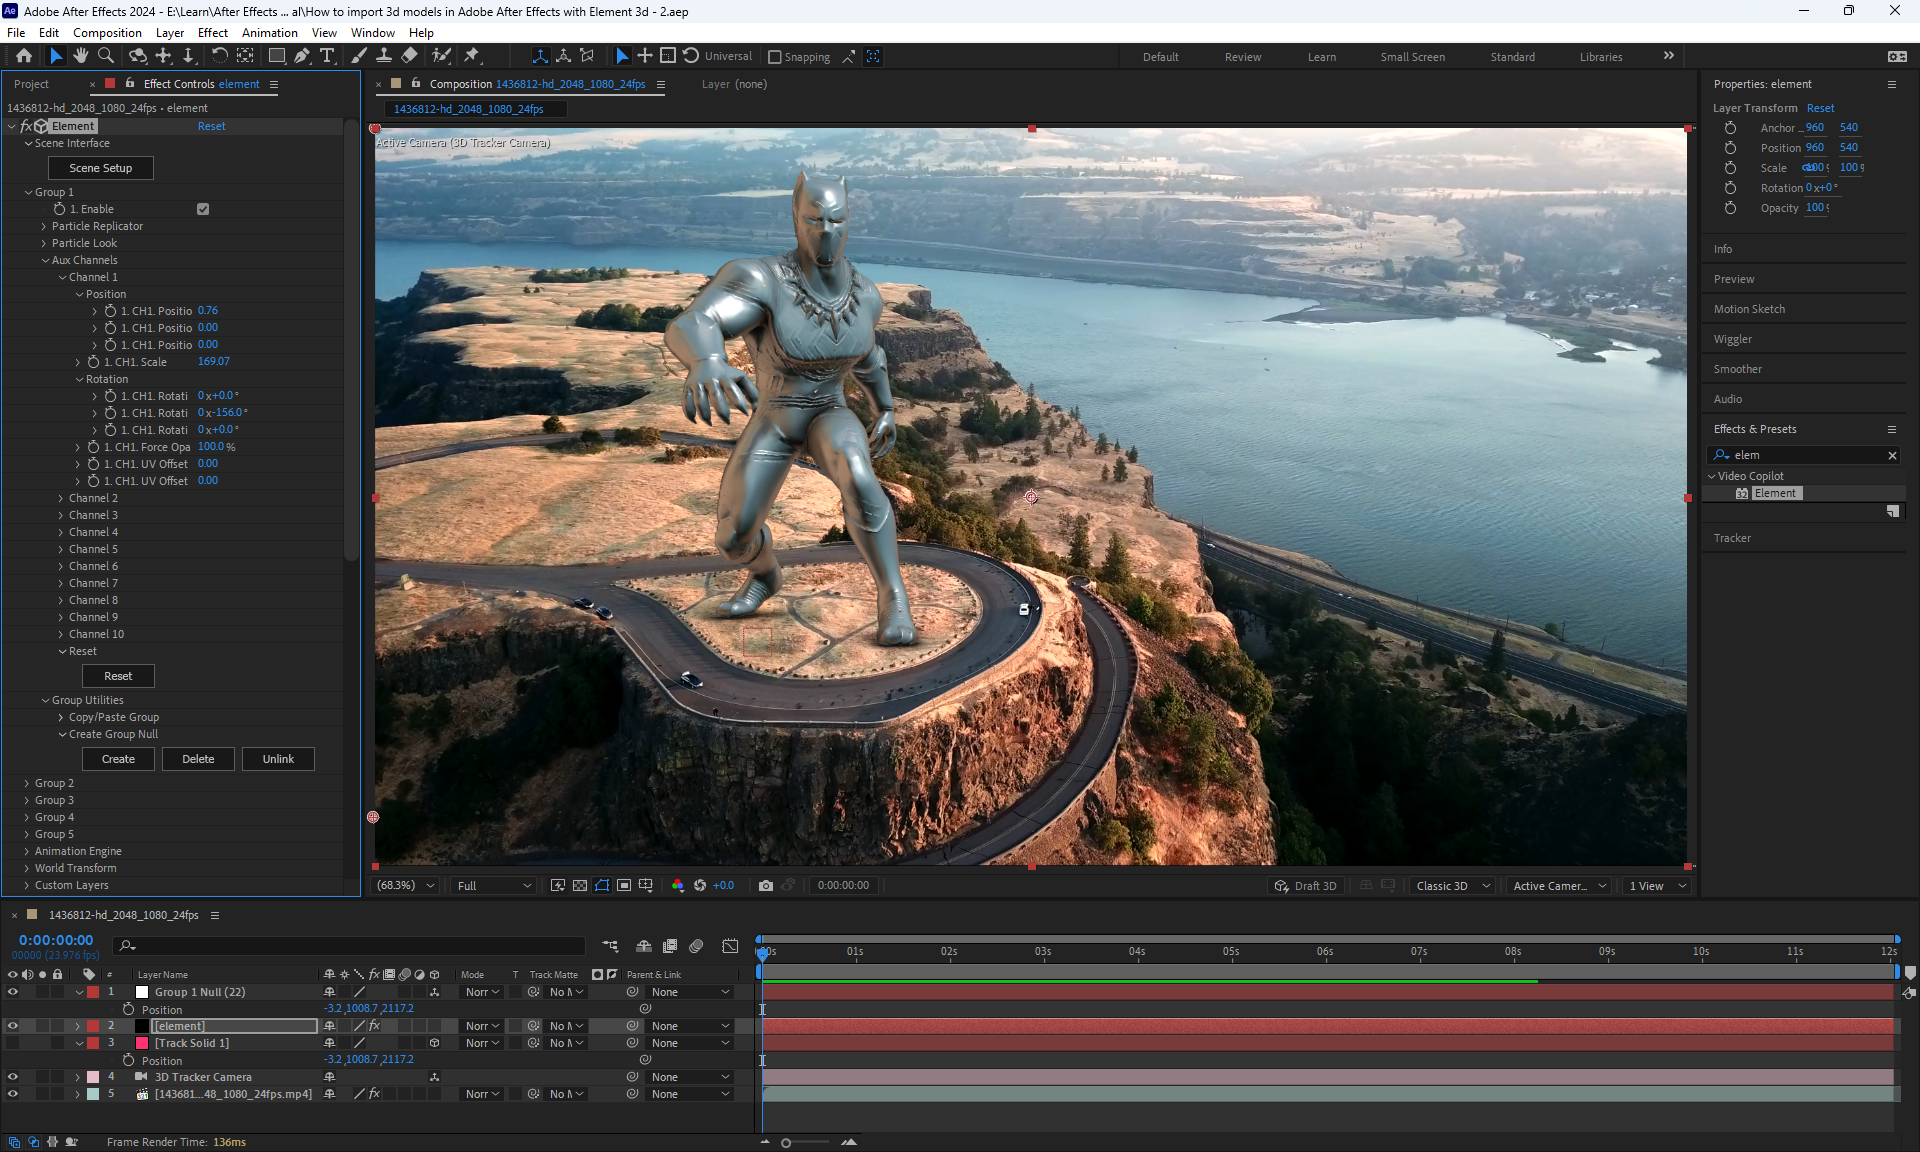 Ae Adobe After Effects 2024 - E:\Learn\After Effects ... al\How to import 3d models in Adobe After Effects with Element 3d - 2.aep
File Edit Composition Layer Effect Animation View Window Help
Universal Snapping Default Review Learn Small Screen Standard Libraries
Project Effect Controls element
1436812-hd_2048_1080_24fps • element
fx Element Reset
Scene Interface
Scene Setup
Group 1
1. Enable
Particle Replicator
Particle Look
Aux Channels
Channel 1
Position
1. CH1. Positio 0.76
1. CH1. Positio 0.00
1. CH1. Positio 0.00
1. CH1. Scale 169.07
Rotation
1. CH1. Rotati 0x+0.0°
1. CH1. Rotati 0x-156.0°
1. CH1. Rotati 0x+0.0°
1. CH1. Force Opa 100.0%
1. CH1. UV Offset 0.00
1. CH1. UV Offset 0.00
Channel 2
Channel 3
Channel 4
Channel 5
Channel 6
Channel 7
Channel 8
Channel 9
Channel 10
Reset
Reset
Group Utilities
Copy/Paste Group
Create Group Null
Create Delete Unlink
Group 2
Group 3
Group 4
Group 5
Animation Engine
World Transform
Custom Layers
Composition 1436812-hd_2048_1080_24fps Layer (none)
1436812-hd_2048_1080_24fps
Active Camera (3D Tracker Camera)
(68.3%) Full +0.0 0:00:00:00 Draft 3D Classic 3D Active Camer... 1 View
Properties: element
Layer Transform Reset
Anchor .. 960 540
Position 960 540
Scale 100 100
Rotation 0x+0°
Opacity 100
Info
Preview
Motion Sketch
Wiggler
Smoother
Audio
Effects & Presets
elem
Video Copilot
32 Element
Tracker
1436812-hd_2048_1080_24fps
0:00:00:00
00000 (23.976 fps)
00s 01s 02s 03s 04s 05s 06s 07s 08s 09s 10s 11s 12s
# Layer Name fx Mode T Track Matte Parent & Link
1 Group 1 Null (22) Norr No M None
Position -3.2,1008.7,2117.2
2 [element] fx Norr No M None
3 [Track Solid 1] Norr No M None
Position -3.2,1008.7,2117.2
4 3D Tracker Camera None
5 [143681...48_1080_24fps.mp4] fx Norr No M None
Frame Render Time: 136ms